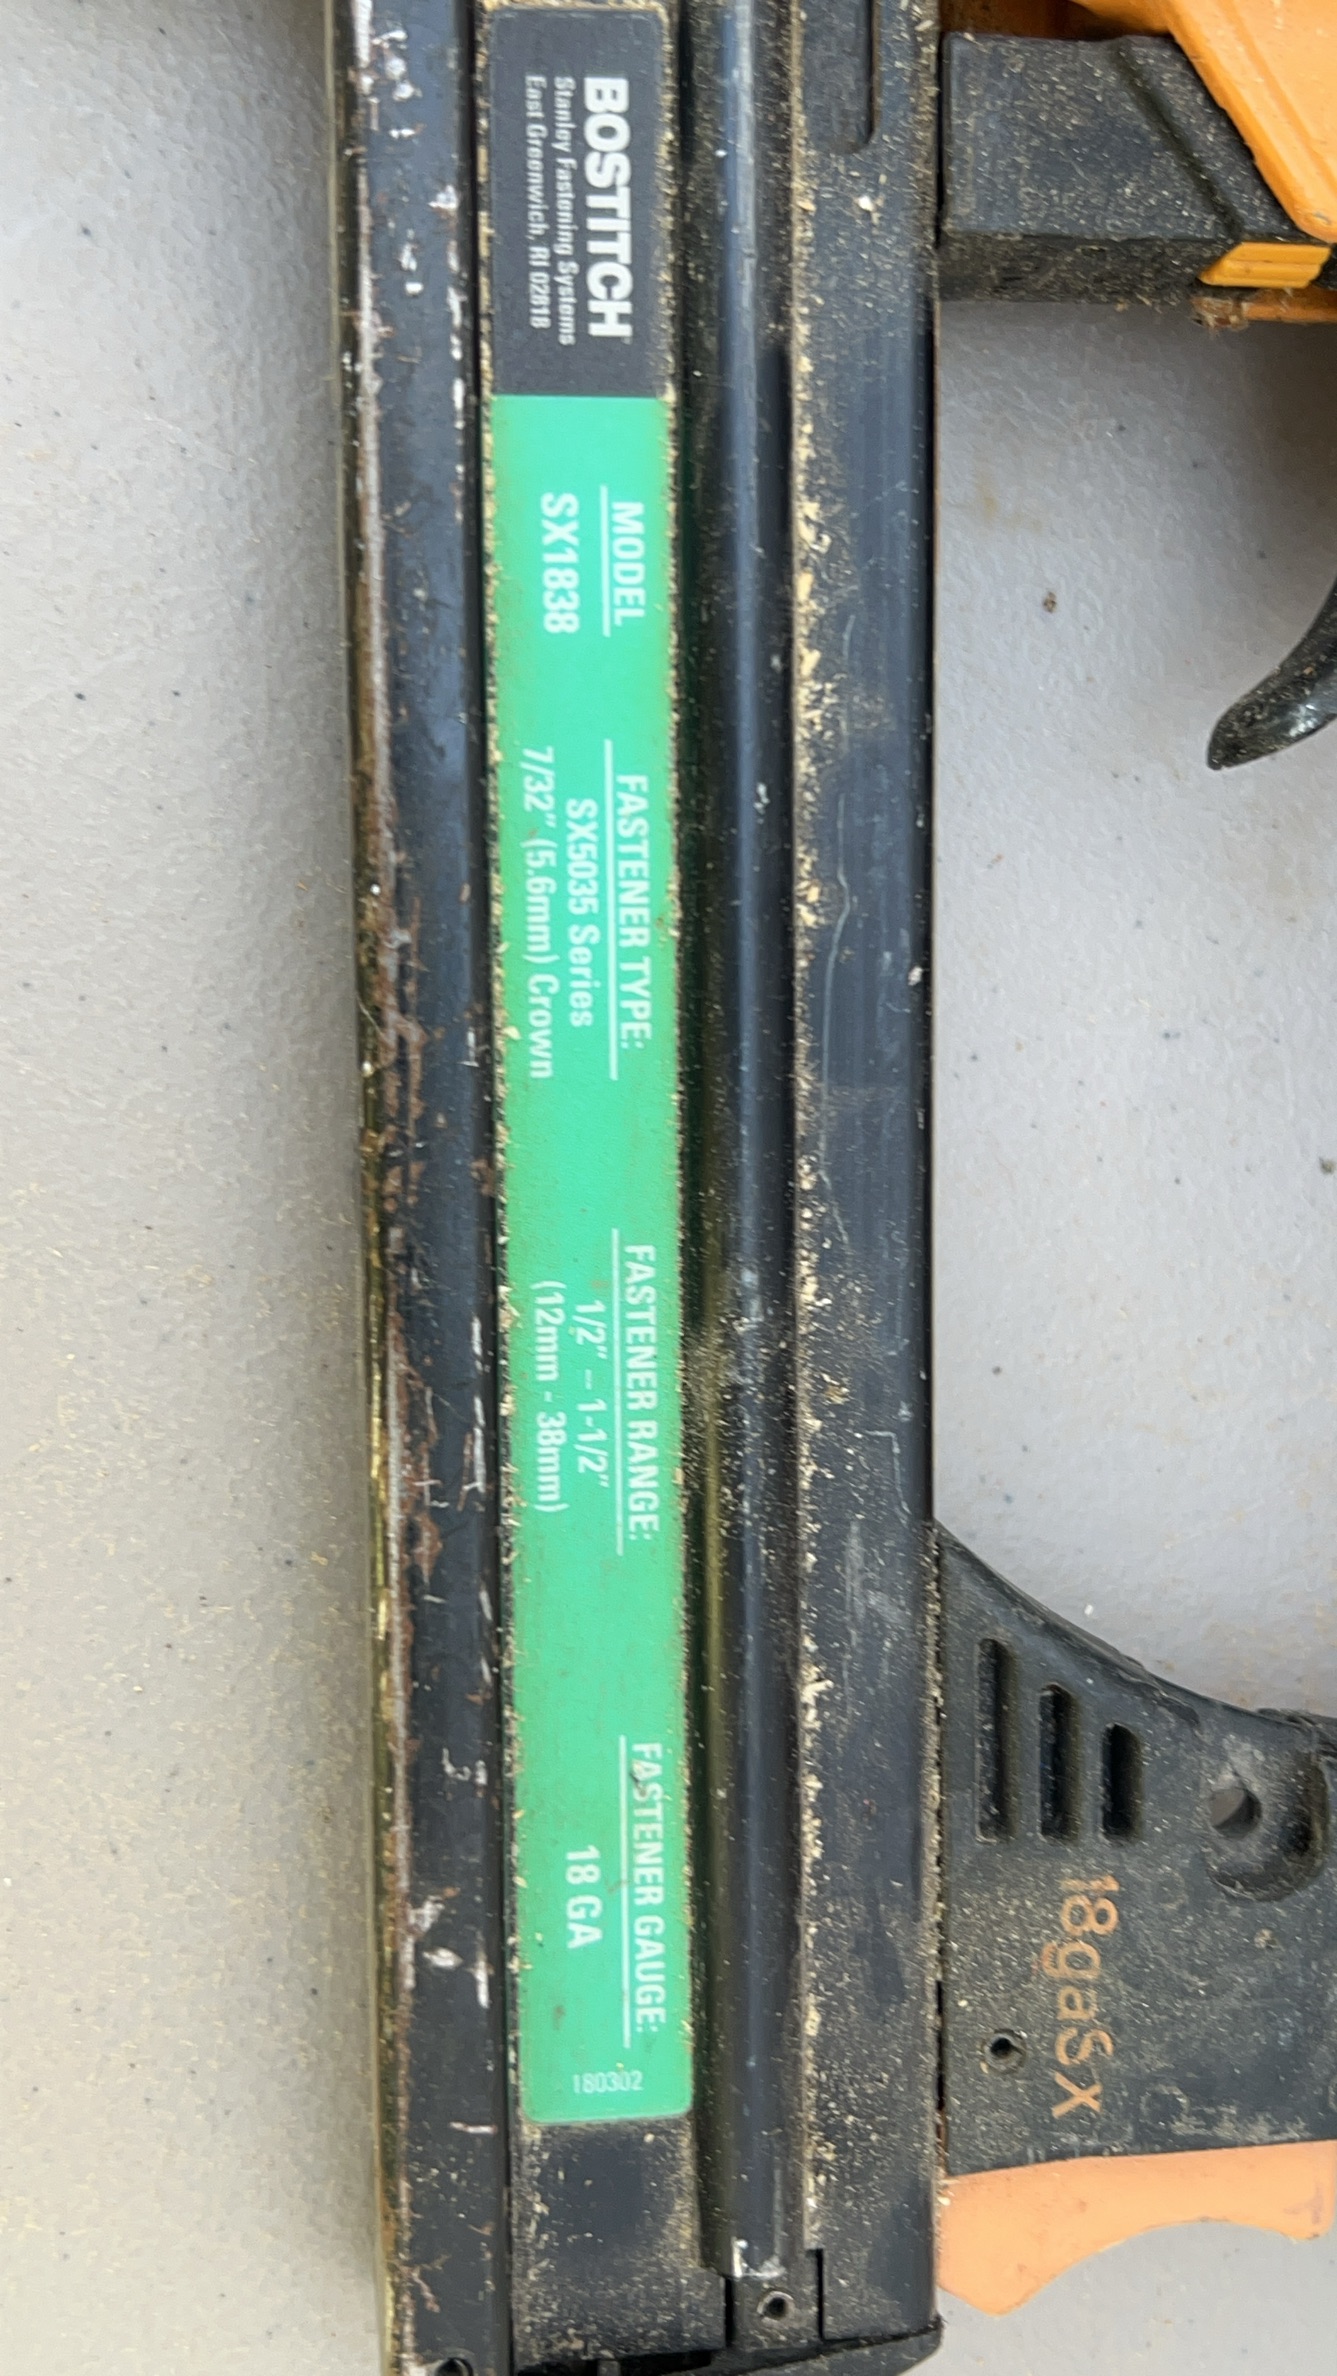 BOSTITCH
Stanley Fastening Systems
East Greenwich, RI 02818
MODEL
SX1838
FASTENER TYPE:
SX5035 Series
7/32" (5.6mm) Crown
FASTENER RANGE:
1/2" – 1-1/2"
(12mm - 38mm)
FASTENER GAUGE:
18 GA
180302
18gaSX